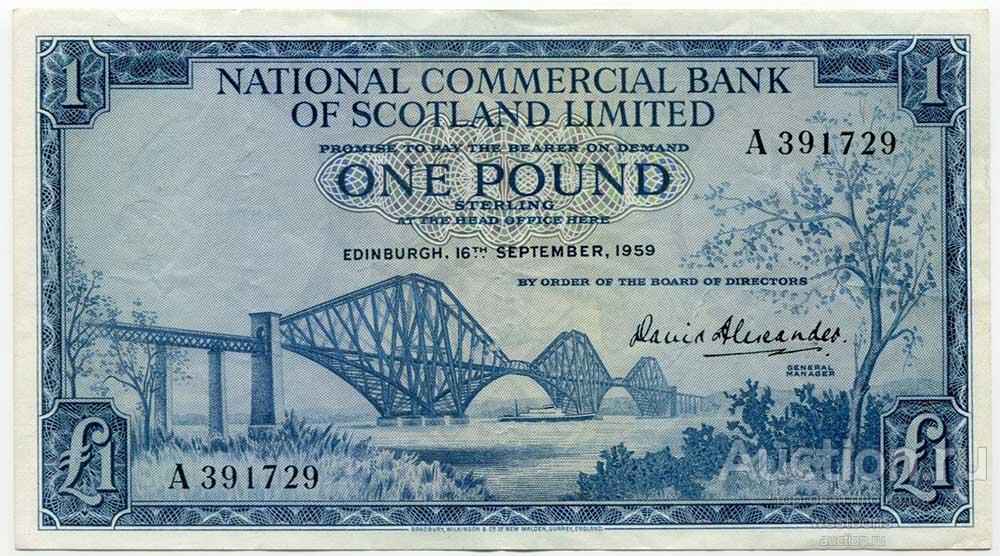 1
1
NATIONAL COMMERCIAL BANK
OF SCOTLAND LIMITED
PROMISE TO PAY THE BEARER ON DEMAND
A 391729
ONE POUND
STERLING
AT THE HEAD OFFICE HERE
EDINBURGH, 16TH SEPTEMBER, 1959
BY ORDER OF THE BOARD OF DIRECTORS
David Alexander.
GENERAL
MANAGER
£1
£1
A 391729
BRADBURY, WILKINSON & Co. Ld NEW MALDEN, SURREY, ENGLAND.
Auction.ru
auction.ru